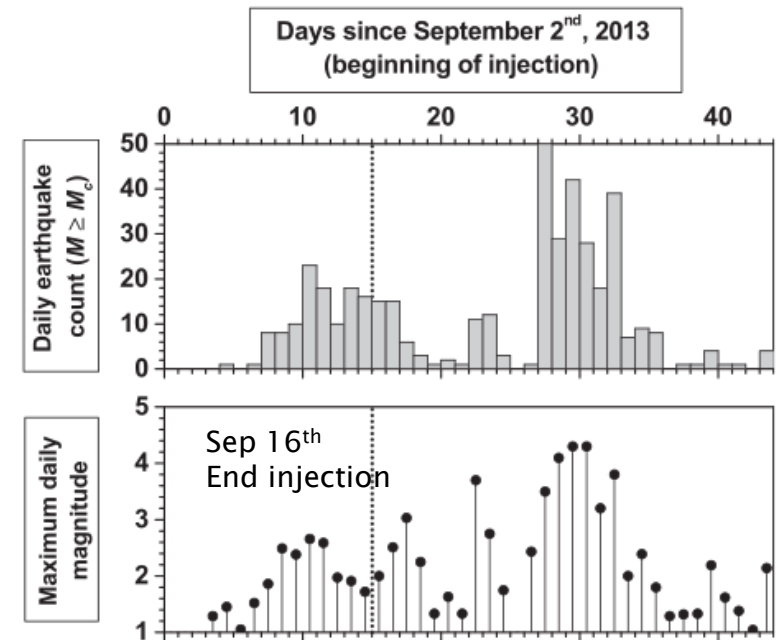 Days since September 2nd, 2013
(beginning of injection)
0 10 20 30 40
Daily earthquake
count (M ≥ Mc)
50
40
30
20
10
0
Maximum daily
magnitude
5
4
3
2
1
Sep 16th
End injection